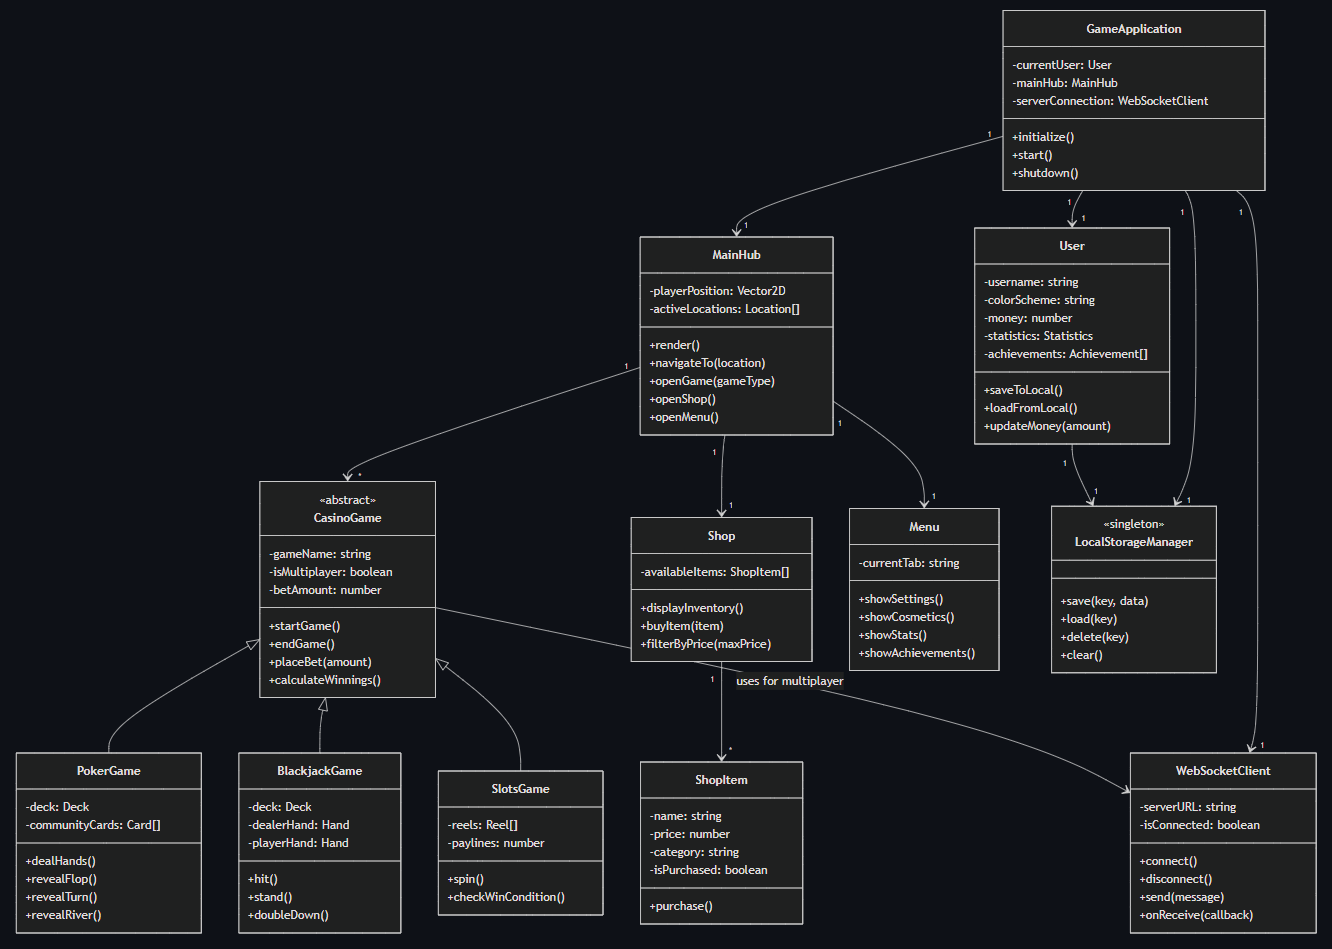 GameApplication
-currentUser: User
-mainHub: MainHub
-serverConnection: WebSocketClient
+initialize()
+start()
+shutdown()
1
1
1
1
1
1
MainHub
-playerPosition: Vector2D
-activeLocations: Location[]
+render()
+navigateTo(location)
+openGame(gameType)
+openShop()
+openMenu()
User
-username: string
-colorScheme: string
-money: number
-statistics: Statistics
-achievements: Achievement[]
+saveToLocal()
+loadFromLocal()
+updateMoney(amount)
1
*
1
1
1
1
1
1
1
«abstract»
CasinoGame
-gameName: string
-isMultiplayer: boolean
-betAmount: number
+startGame()
+endGame()
+placeBet(amount)
+calculateWinnings()
Shop
-availableItems: ShopItem[]
+displayInventory()
+buyItem(item)
+filterByPrice(maxPrice)
Menu
-currentTab: string
+showSettings()
+showCosmetics()
+showStats()
+showAchievements()
«singleton»
LocalStorageManager
+save(key, data)
+load(key)
+delete(key)
+clear()
1
uses for multiplayer
*
1
PokerGame
-deck: Deck
-communityCards: Card[]
+dealHands()
+revealFlop()
+revealTurn()
+revealRiver()
BlackjackGame
-deck: Deck
-dealerHand: Hand
-playerHand: Hand
+hit()
+stand()
+doubleDown()
SlotsGame
-reels: Reel[]
-paylines: number
+spin()
+checkWinCondition()
ShopItem
-name: string
-price: number
-category: string
-isPurchased: boolean
+purchase()
WebSocketClient
-serverURL: string
-isConnected: boolean
+connect()
+disconnect()
+send(message)
+onReceive(callback)